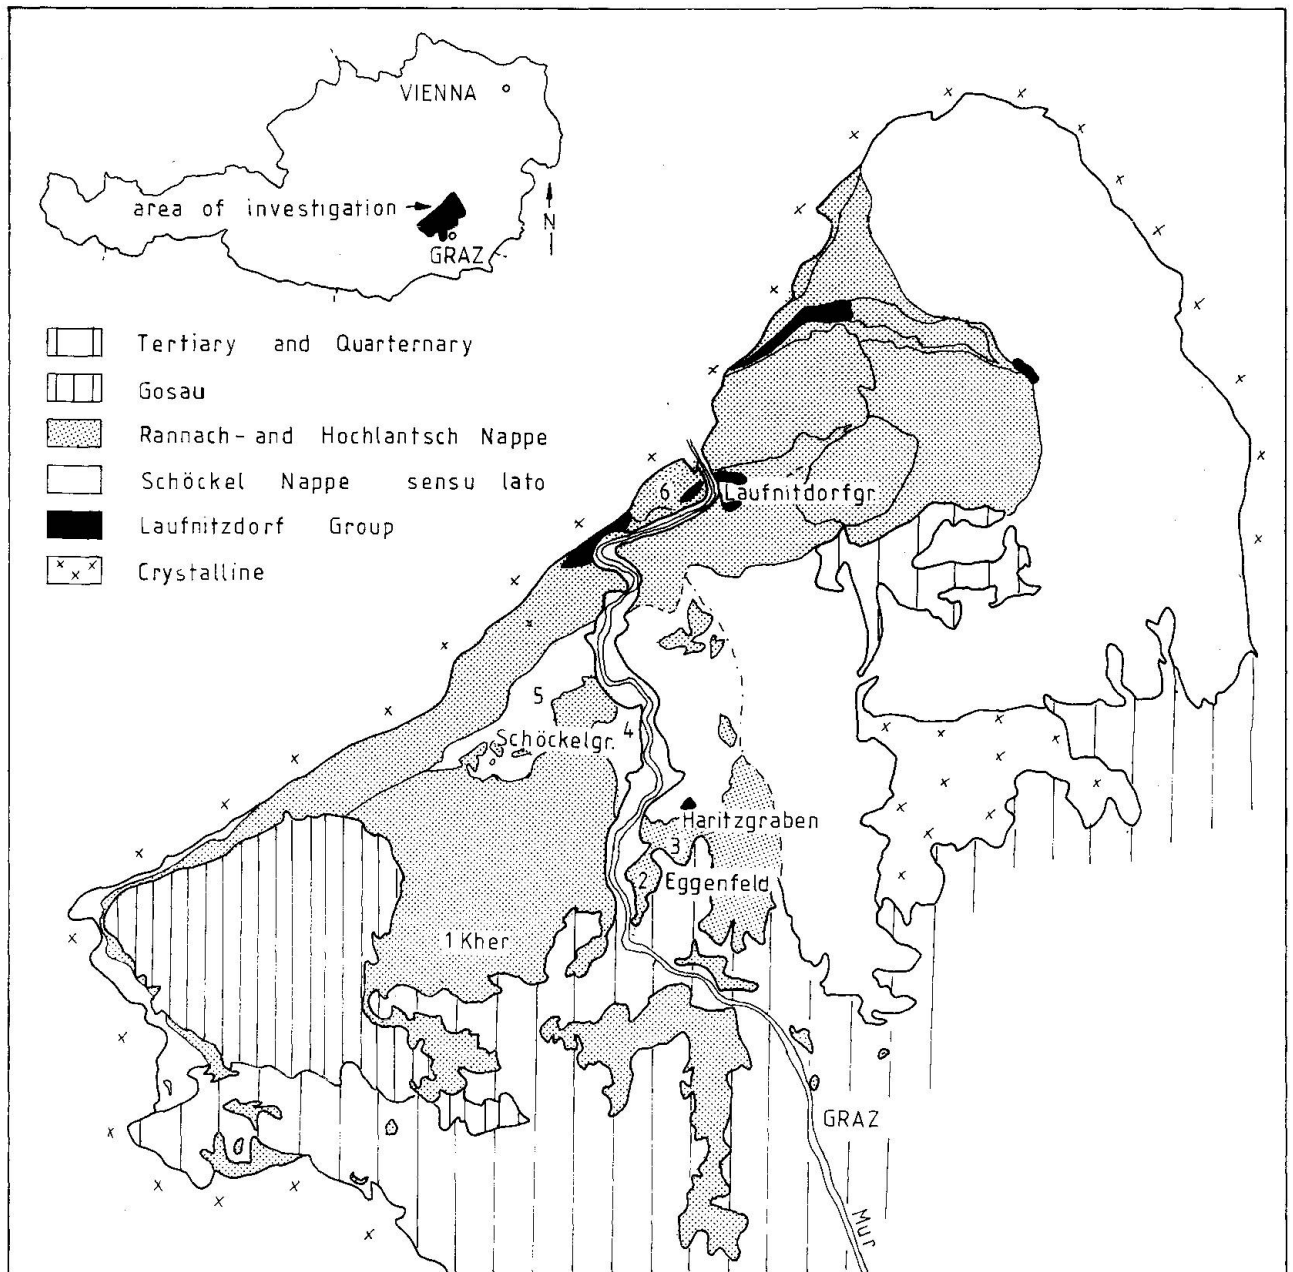 VIENNA
area of investigation
N
GRAZ
Tertiary and Quarternary
Gosau
Rannach- and Hochlantsch Nappe
Schöckel Nappe sensu lato
Laufnitzdorf Group
Crystalline
6 Laufnitdorfgr.
5
Schöckelgr. 4
Haritzgraben
3
2 Eggenfeld
1 Kher
GRAZ
Mur